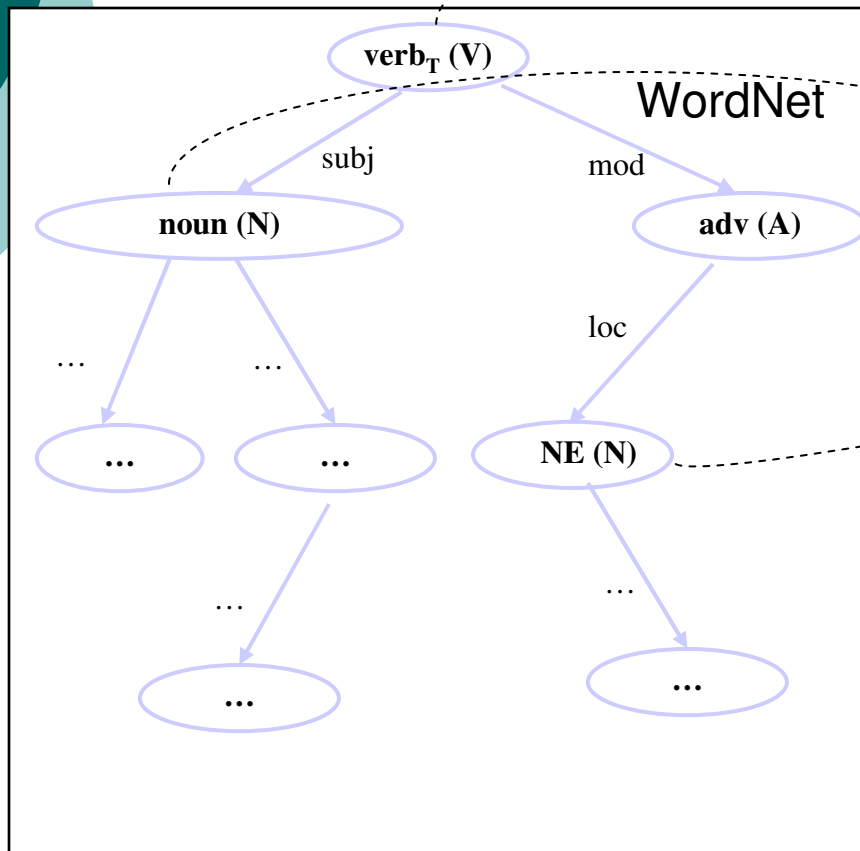 verbT (V)
WordNet
subj
mod
noun (N)
adv (A)
loc
…
…
…
…
NE (N)
…
…
…
…